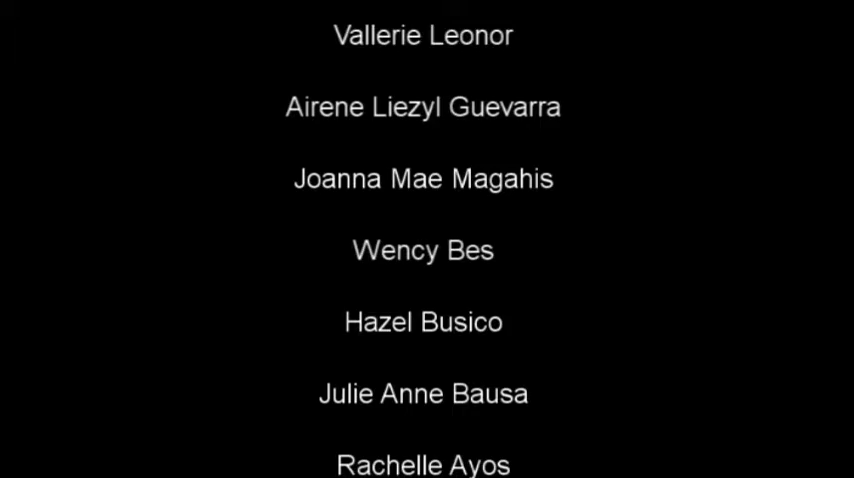 Vallerie Leonor
Airene Liezyl Guevarra
Joanna Mae Magahis
Wency Bes
Hazel Busico
Julie Anne Bausa
Rachelle Ayos